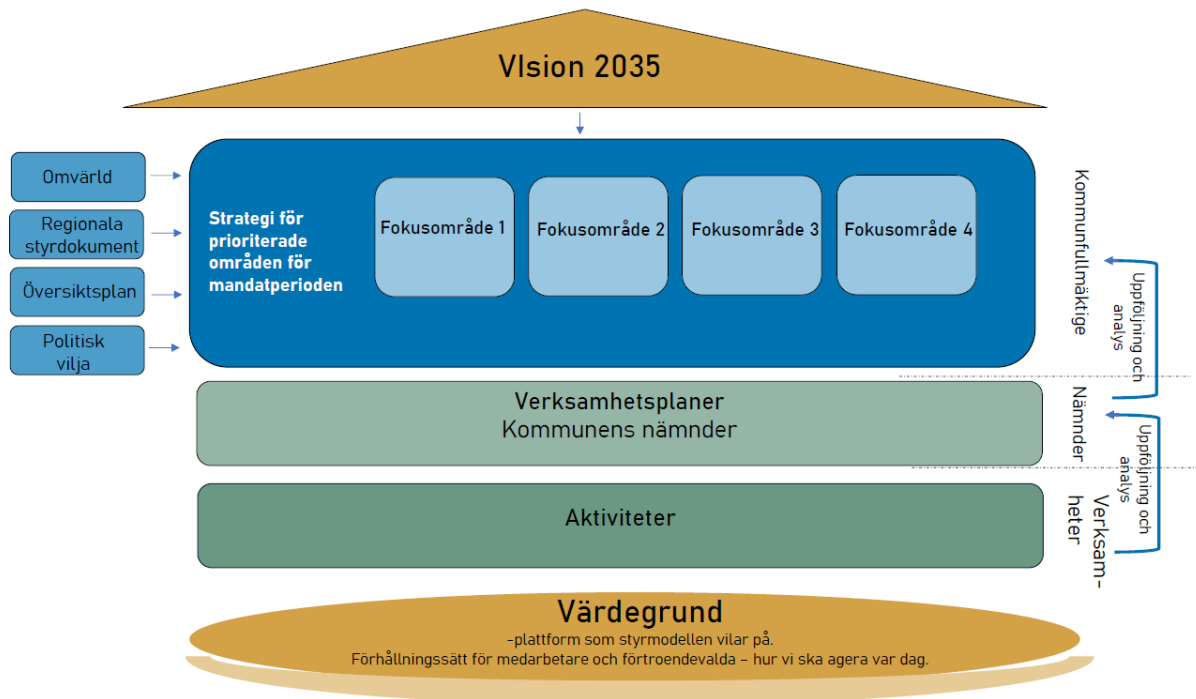 VIsion 2035
Omvärld
Regionala
styrdokument
Översiktsplan
Politisk
vilja
Strategi för
prioriterade
områden för
mandatperioden
Fokusområde 1
Fokusområde 2
Fokusområde 3
Fokusområde 4
Kommunfullmäktige
Uppföljning och
analys
Verksamhetsplaner
Kommunens nämnder
Nämnder
Uppföljning och
analys
Aktiviteter
Verksam-
heter
Värdegrund
-plattform som styrmodellen vilar på.
Förhållningssätt för medarbetare och förtroendevalda – hur vi ska agera var dag.